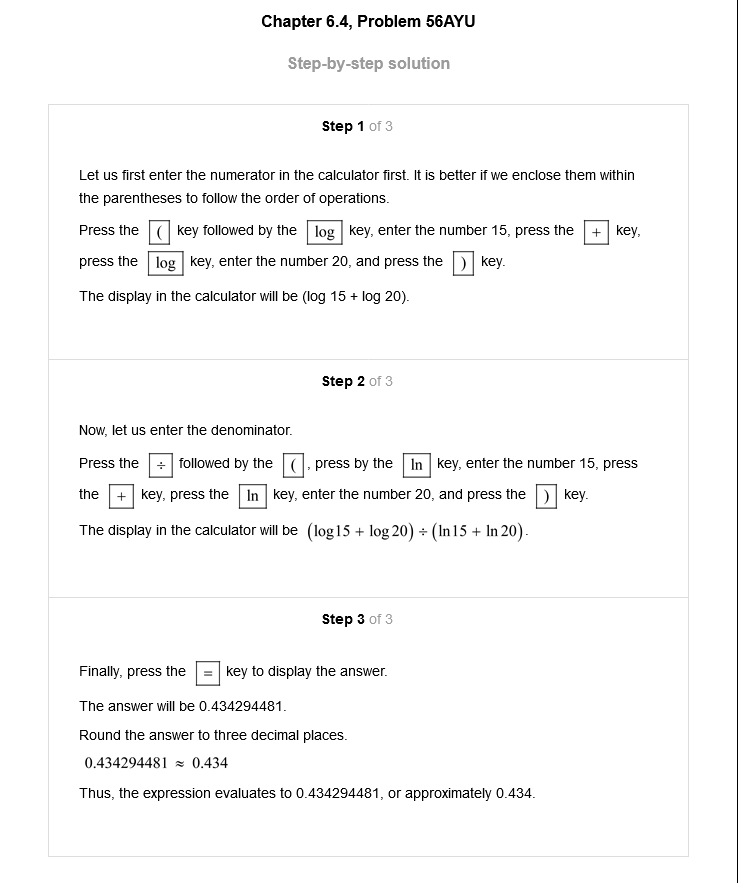 Chapter 6.4, Problem 56AYU
Step-by-step solution
Step 1 of 3
Let us first enter the numerator in the calculator first. It is better if we enclose them within
the parentheses to follow the order of operations.
Press the ( key followed by the log key, enter the number 15, press the + key,
press the log key, enter the number 20, and press the ) key.
The display in the calculator will be (log 15 + log 20).
Step 2 of 3
Now, let us enter the denominator.
Press the ÷ followed by the ( , press by the ln key, enter the number 15, press
the + key, press the ln key, enter the number 20, and press the ) key.
The display in the calculator will be (log15 + log 20) ÷ (ln15 + ln 20).
Step 3 of 3
Finally, press the = key to display the answer.
The answer will be 0.434294481.
Round the answer to three decimal places.
0.434294481 ≈ 0.434
Thus, the expression evaluates to 0.434294481, or approximately 0.434.